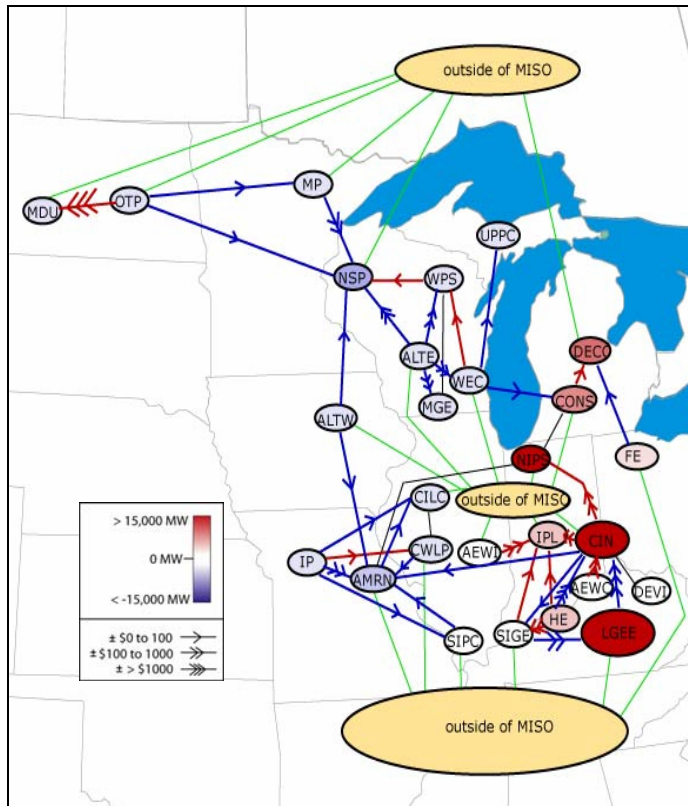 outside of MISO
MP
OTP
MDU
UPPC
NSP
WPS
DECO
ALTE
WEC
CONS
MGE
ALTW
NIPS
FE
CILC
outside of MISO
> 15,000 MW
0 MW
< -15,000 MW
IPL
CIN
CWLP
AEWI
IP
AMRN
AEWO
DEVI
HE
SIPC
SIGE
LGEE
± $0 to 100
± $100 to 1000
± > $1000
outside of MISO